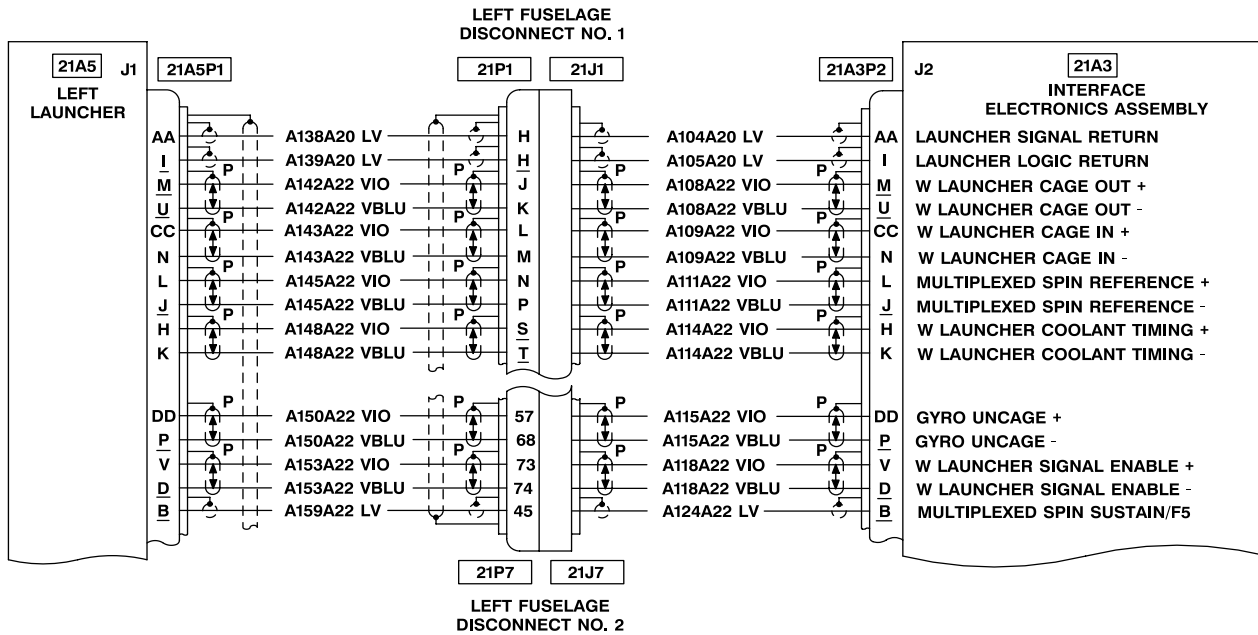 LEFT FUSELAGE
DISCONNECT NO. 1
21A5 J1 21A5P1 21P1 21J1 21A3P2 J2 21A3
LEFT
LAUNCHER
INTERFACE
ELECTRONICS ASSEMBLY
AA A138A20 LV H A104A20 LV AA LAUNCHER SIGNAL RETURN
I A139A20 LV H A105A20 LV I LAUNCHER LOGIC RETURN
P P P P
M A142A22 VIO J A108A22 VIO M W LAUNCHER CAGE OUT +
U A142A22 VBLU K A108A22 VBLU U W LAUNCHER CAGE OUT -
P P P P
CC A143A22 VIO L A109A22 VIO CC W LAUNCHER CAGE IN +
N A143A22 VBLU M A109A22 VBLU N W LAUNCHER CAGE IN -
P P P P
L A145A22 VIO N A111A22 VIO L MULTIPLEXED SPIN REFERENCE +
J A145A22 VBLU P A111A22 VBLU J MULTIPLEXED SPIN REFERENCE -
P P P P
H A148A22 VIO S A114A22 VIO H W LAUNCHER COOLANT TIMING +
K A148A22 VBLU T A114A22 VBLU K W LAUNCHER COOLANT TIMING -
P P P P
DD A150A22 VIO 57 A115A22 VIO DD GYRO UNCAGE +
P A150A22 VBLU 68 A115A22 VBLU P GYRO UNCAGE -
P P P P
V A153A22 VIO 73 A118A22 VIO V W LAUNCHER SIGNAL ENABLE +
D A153A22 VBLU 74 A118A22 VBLU D W LAUNCHER SIGNAL ENABLE -
B A159A22 LV 45 A124A22 LV B MULTIPLEXED SPIN SUSTAIN/F5
21P7 21J7
LEFT FUSELAGE
DISCONNECT NO. 2